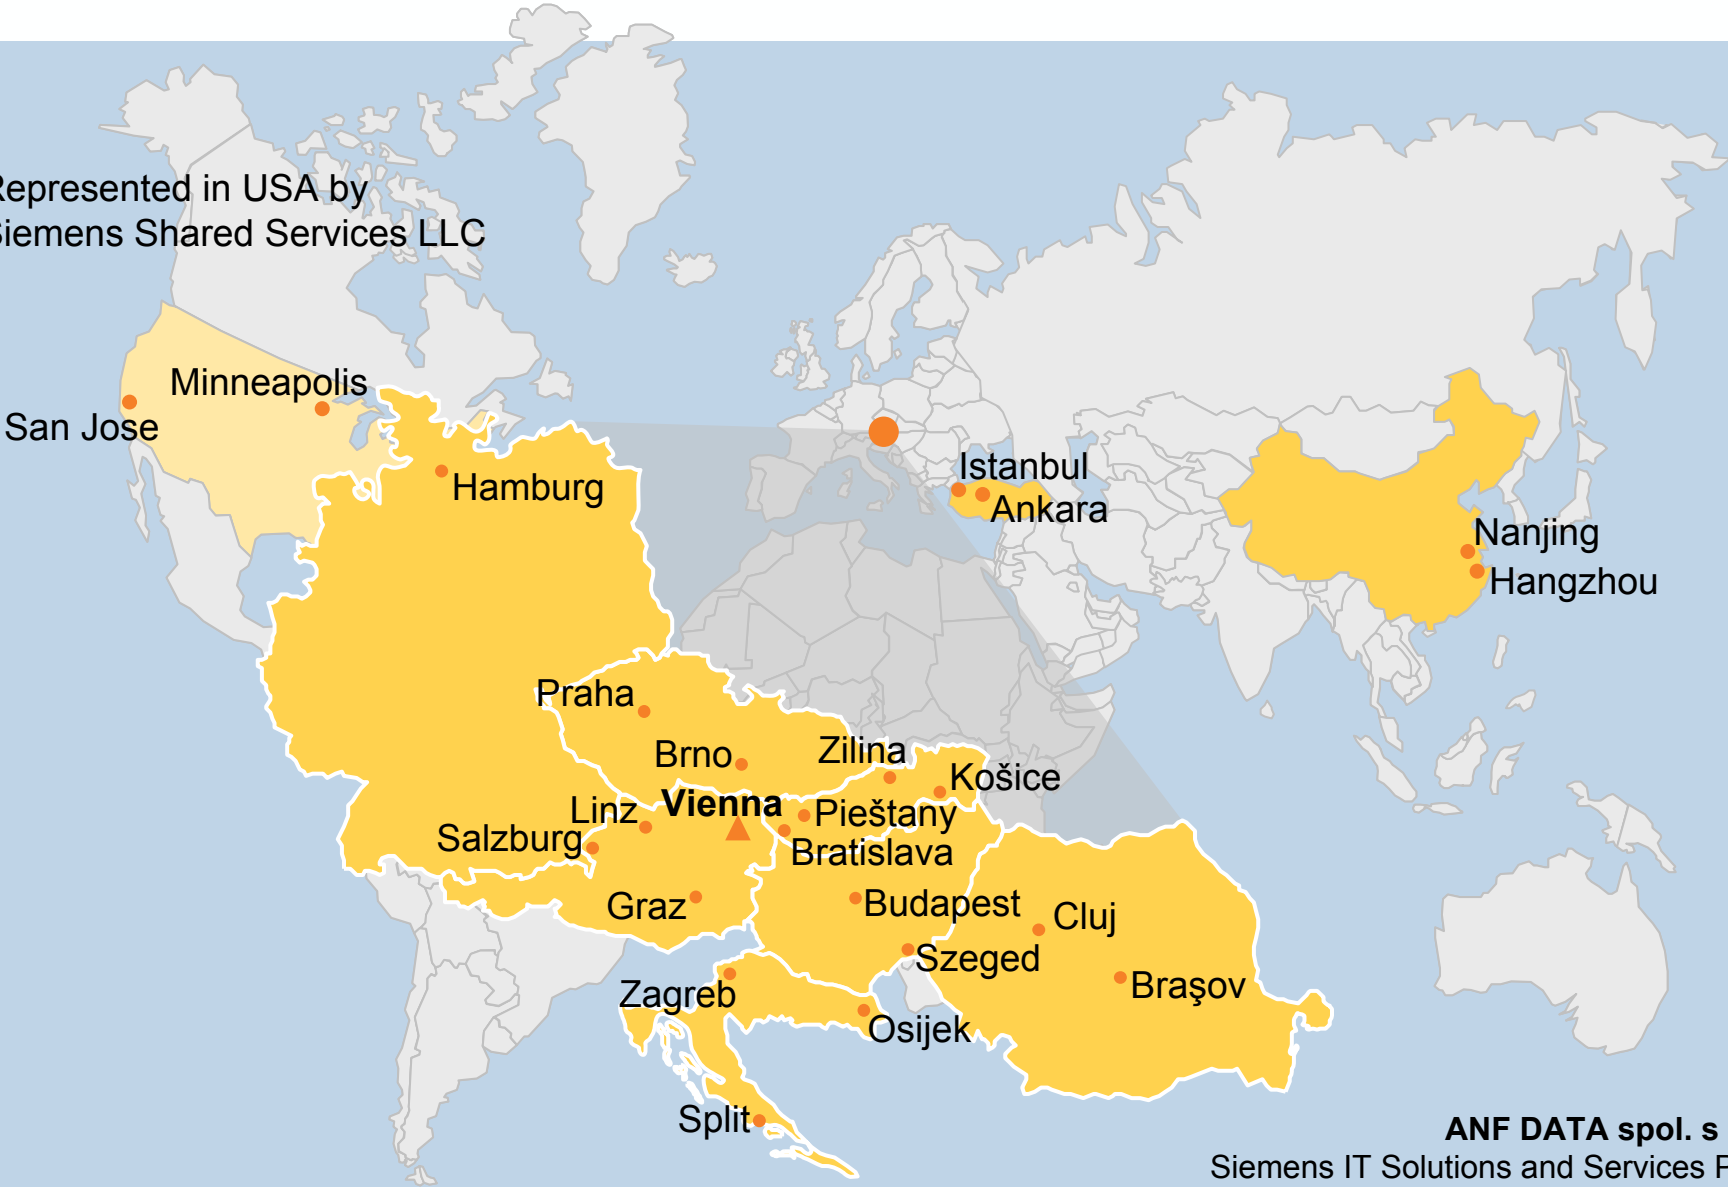 Represented in USA by
Siemens Shared Services LLC
Minneapolis
San Jose
Hamburg
Istanbul
Ankara
Nanjing
Hangzhou
Praha
Brno
Zilina
Košice
Linz
Vienna
Pieštany
Salzburg
Bratislava
Graz
Budapest
Cluj
Szeged
Braşov
Zagreb
Osijek
Split
ANF DATA spol. s
Siemens IT Solutions and Services P